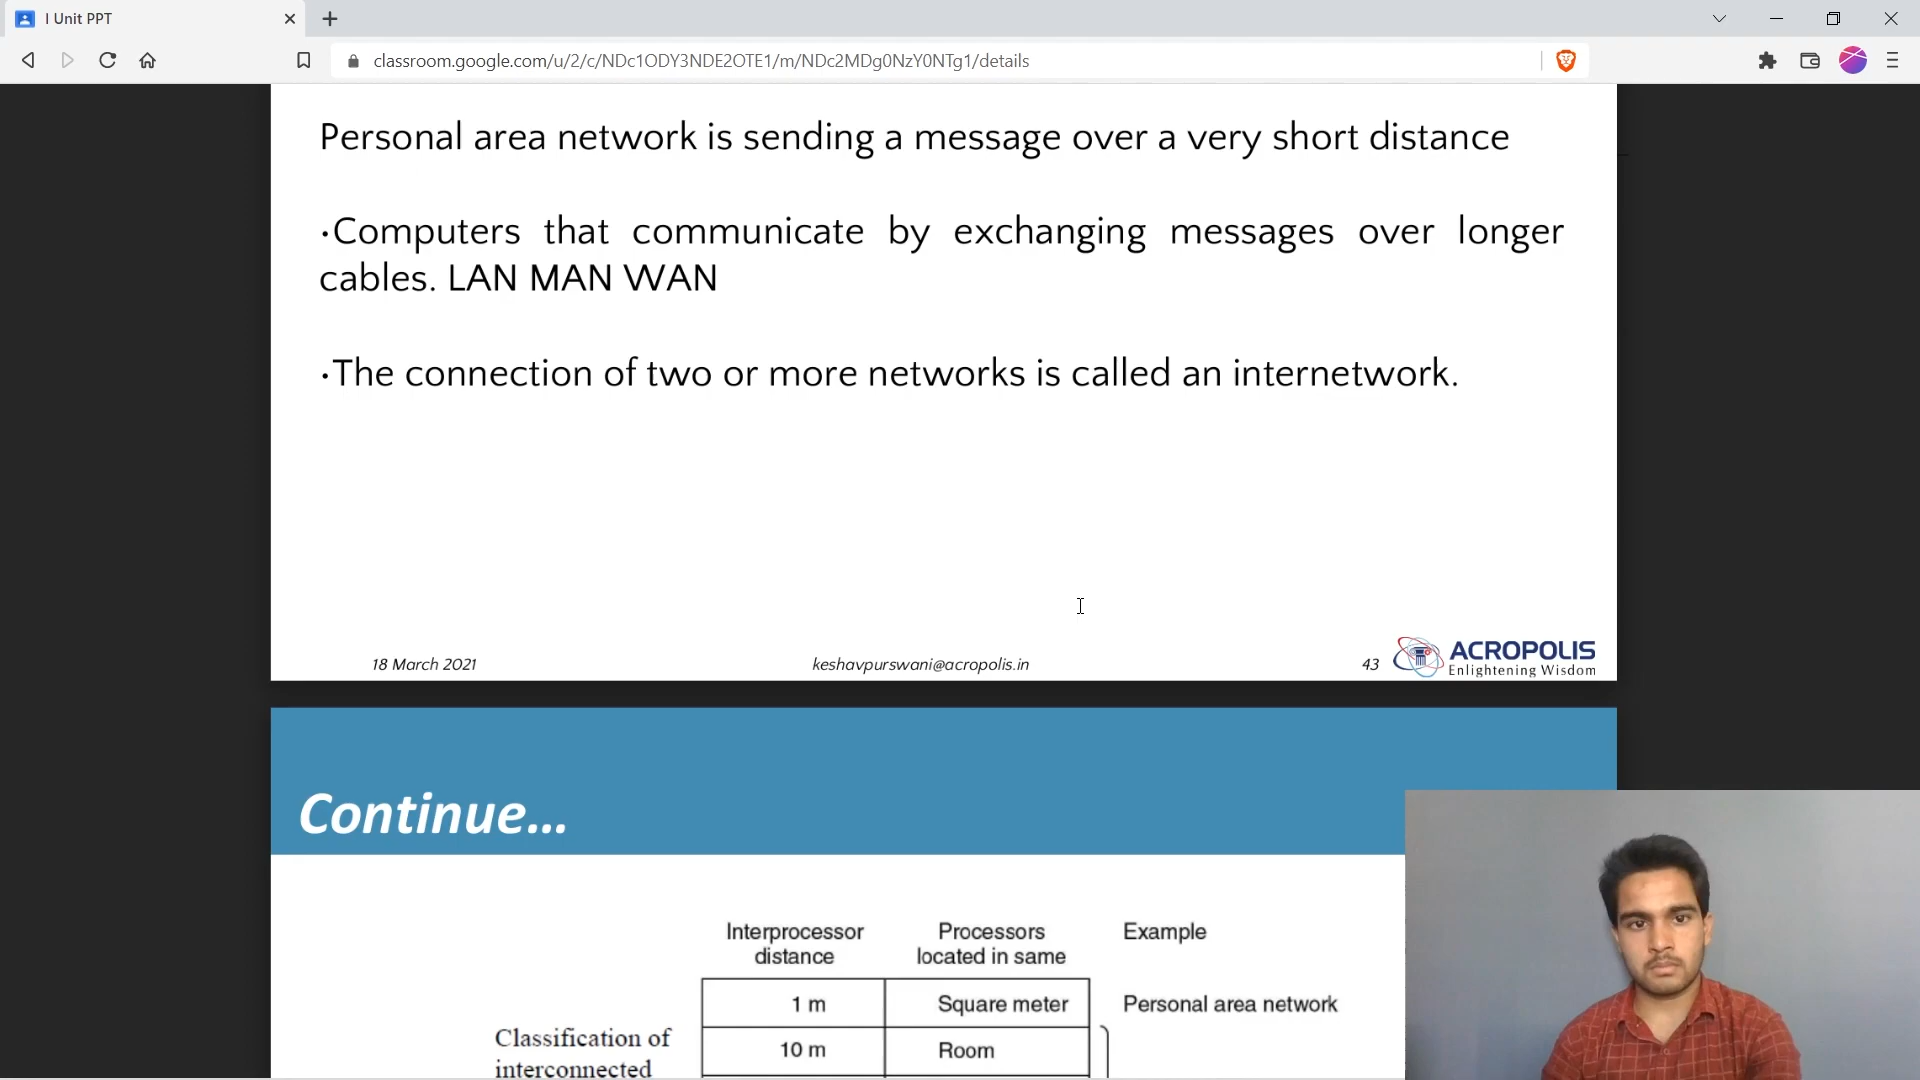 I Unit PPT
classroom.google.com/u/2/c/NDc1ODY3NDE2OTE1/m/NDc2MDg0NzY0NTg1/details
Personal area network is sending a message over a very short distance
•Computers that communicate by exchanging messages over longer
cables. LAN MAN WAN
•The connection of two or more networks is called an internetwork.
18 March 2021
keshavpurswani@acropolis.in
43
ACROPOLIS
Enlightening Wisdom
Continue...
Interprocessor
distance
Processors
located in same
Example
1 m
Square meter
Personal area network
Classification of
interconnected
10 m
Room